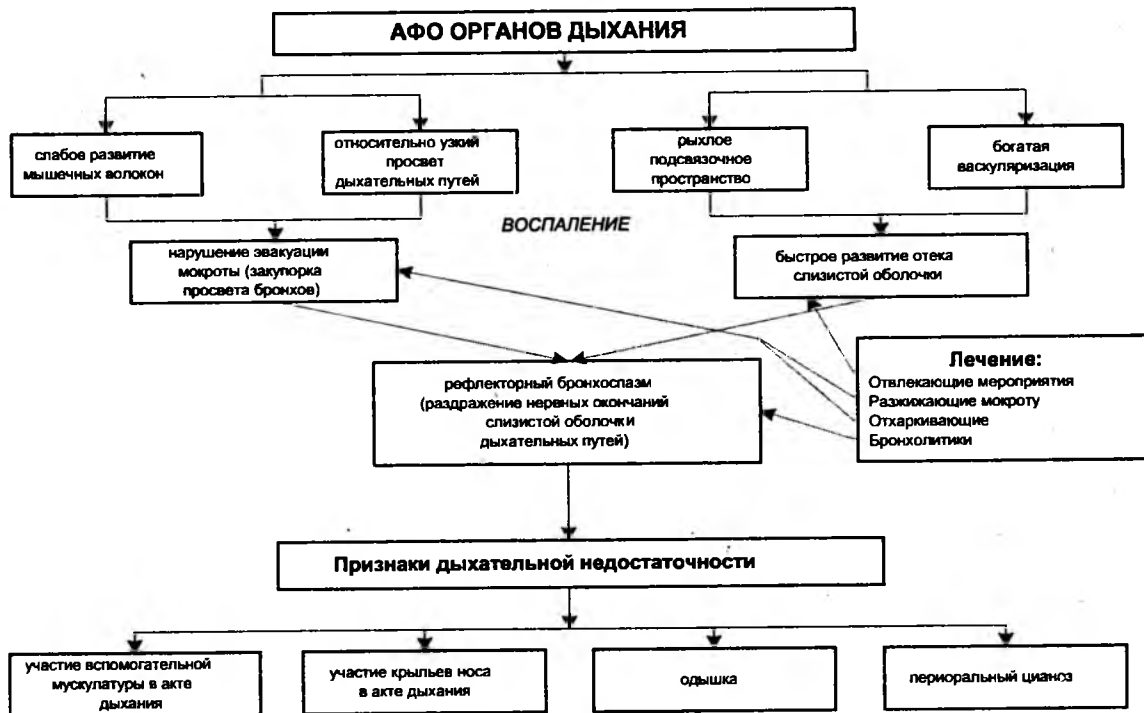 АФО ОРГАНОВ ДЫХАНИЯ
слабое развитие
мышечных волокон
относительно узкий
просвет
дыхательных путей
рыхлое
подсвязочное
пространство
богатая
васкуляризация
ВОСПАЛЕНИЕ
нарушение эвакуации
мокроты (закупорка
просвета бронхов)
быстрое развитие отека
слизистой оболочки
Лечение:
Отвлекающие мероприятия
Разжижающие мокроту
Отхаркивающие
Бронхолитики
рефлекторный бронхоспазм
(раздражение нервных окончаний
слизистой оболочки
дыхательных путей)
Признаки дыхательной недостаточности
участие вспомогательной
мускулатуры в акте
дыхания
участие крыльев носа
в акте дыхания
одышка
периоральный цианоз